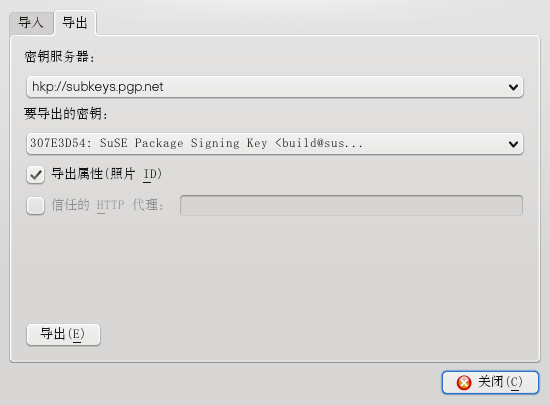 导入 导出
密钥服务器：
hkp://subkeys.pgp.net
要导出的密钥：
307E3D54: SuSE Package Signing Key <build@sus...
导出属性(照片 ID)
信任的 HTTP 代理：
导出(E)
关闭(C)